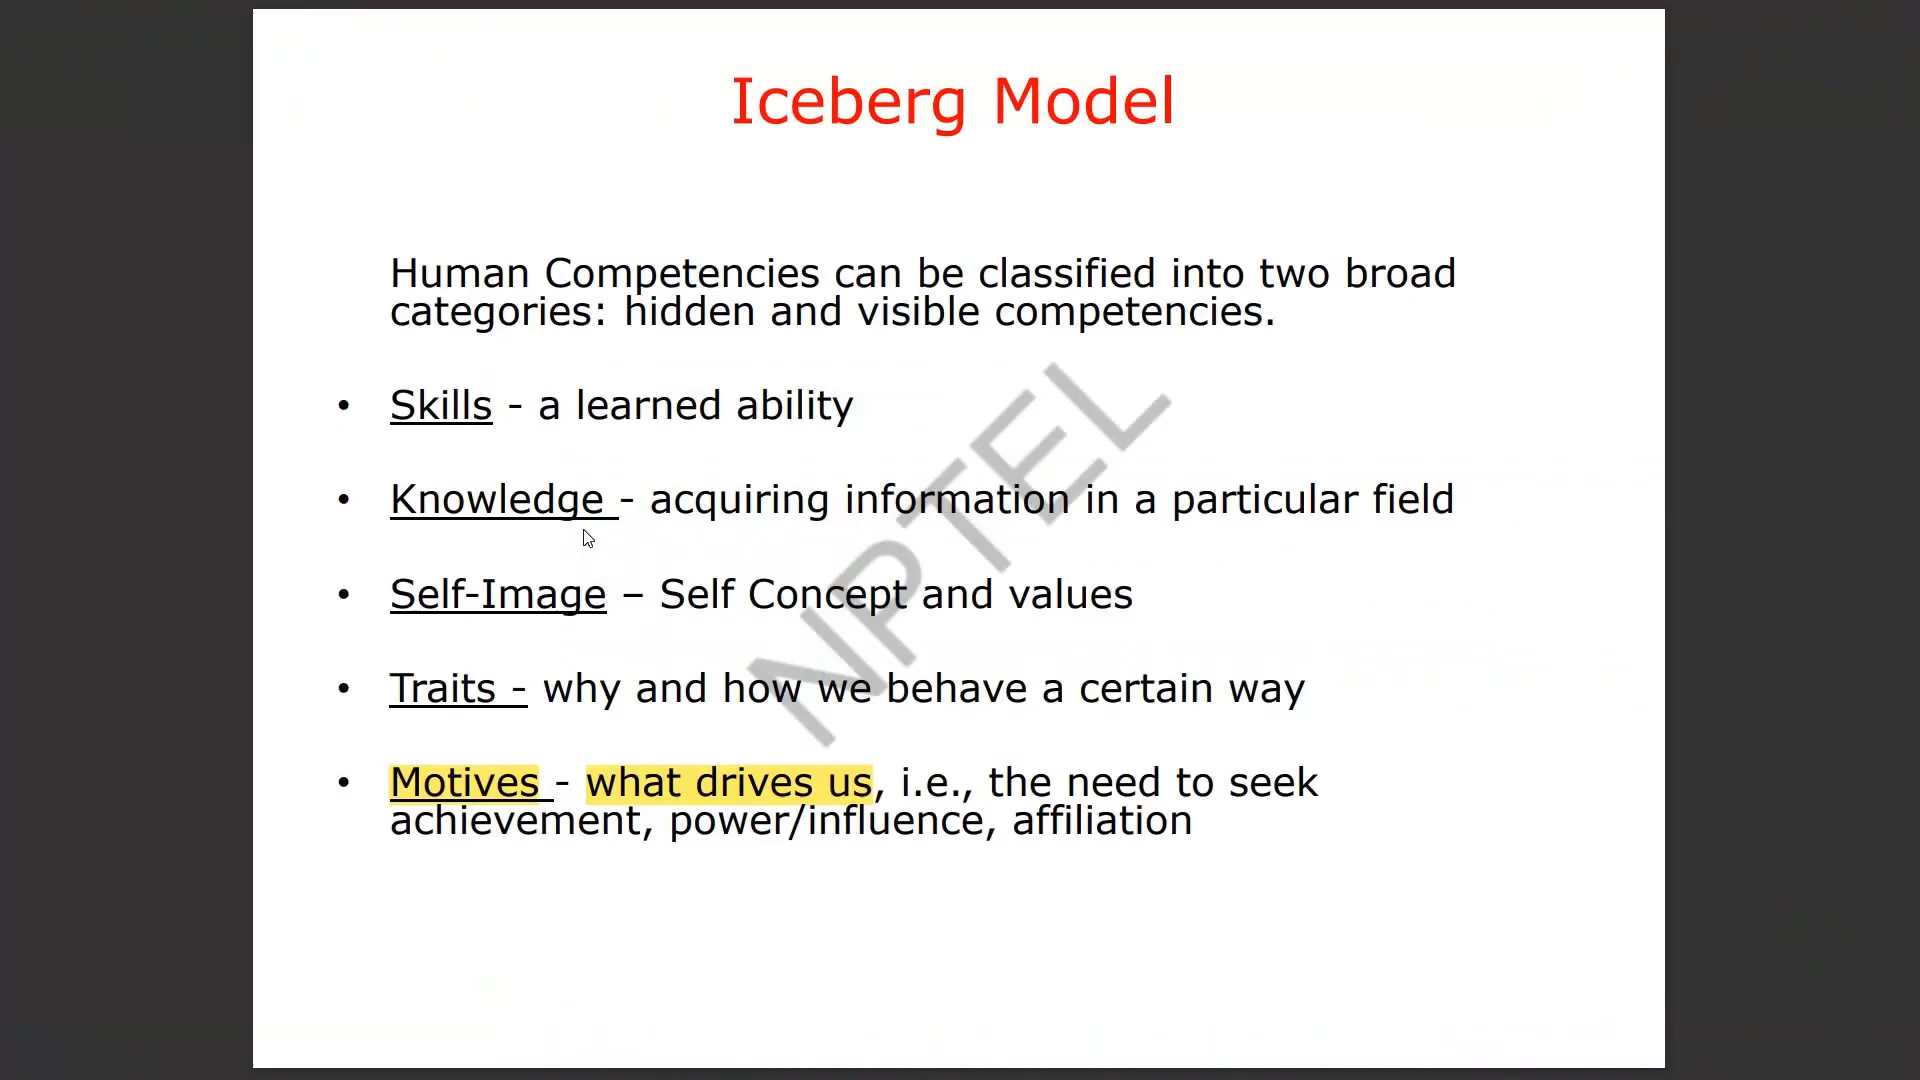 Iceberg Model
Human Competencies can be classified into two broad
categories: hidden and visible competencies.
• Skills - a learned ability
• Knowledge - acquiring information in a particular field
• Self-Image – Self Concept and values
• Traits - why and how we behave a certain way
• Motives - what drives us, i.e., the need to seek
achievement, power/influence, affiliation
NPTEL